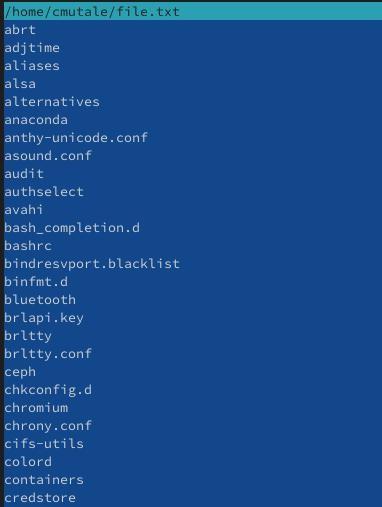 /home/cmutale/file.txt
abrt
adjtime
aliases
alsa
alternatives
anaconda
anthy-unicode.conf
asound.conf
audit
authselect
avahi
bash_completion.d
bashrc
bindresvport.blacklist
binfmt.d
bluetooth
brlapi.key
brltty
brltty.conf
ceph
chkconfig.d
chromium
chrony.conf
cifs-utils
colord
containers
credstore